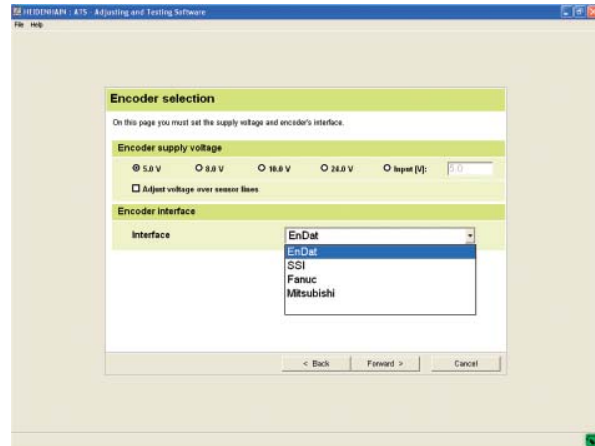 HEIDENHAIN : ATS - Adjusting and Testing Software
File Help
Encoder selection
On this page you must set the supply voltage and encoder's interface.
Encoder supply voltage
5.0 V 8.0 V 10.0 V 24.0 V Input [V]: 5.0
Adjust voltage over sensor lines
Encoder interface
Interface EnDat
EnDat
SSI
Fanuc
Mitsubishi
< Back Forward > Cancel